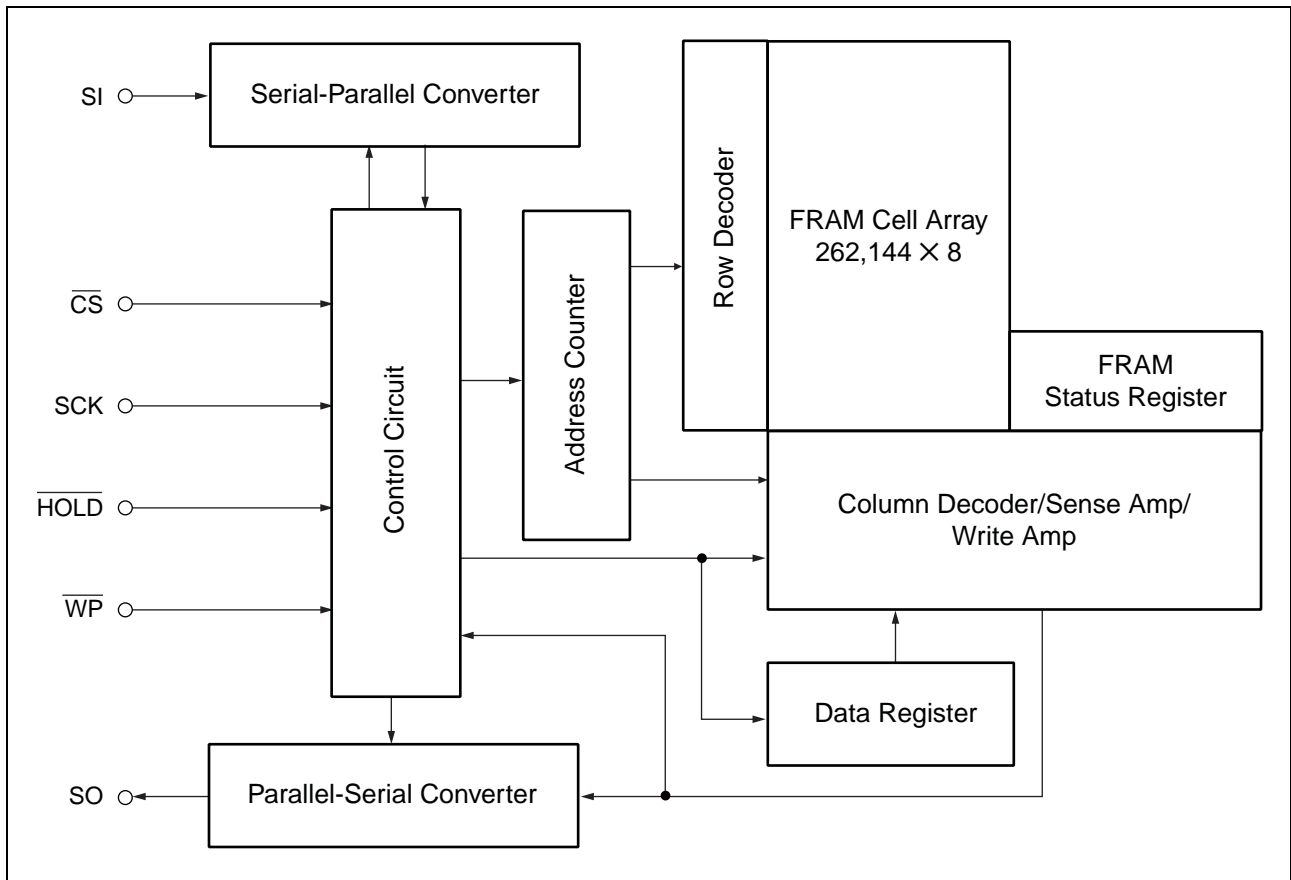 SI
Serial-Parallel Converter
CS
SCK
HOLD
WP
SO
Control Circuit
Address Counter
Row Decoder
FRAM Cell Array
262,144 × 8
FRAM
Status Register
Column Decoder/Sense Amp/
Write Amp
Data Register
Parallel-Serial Converter